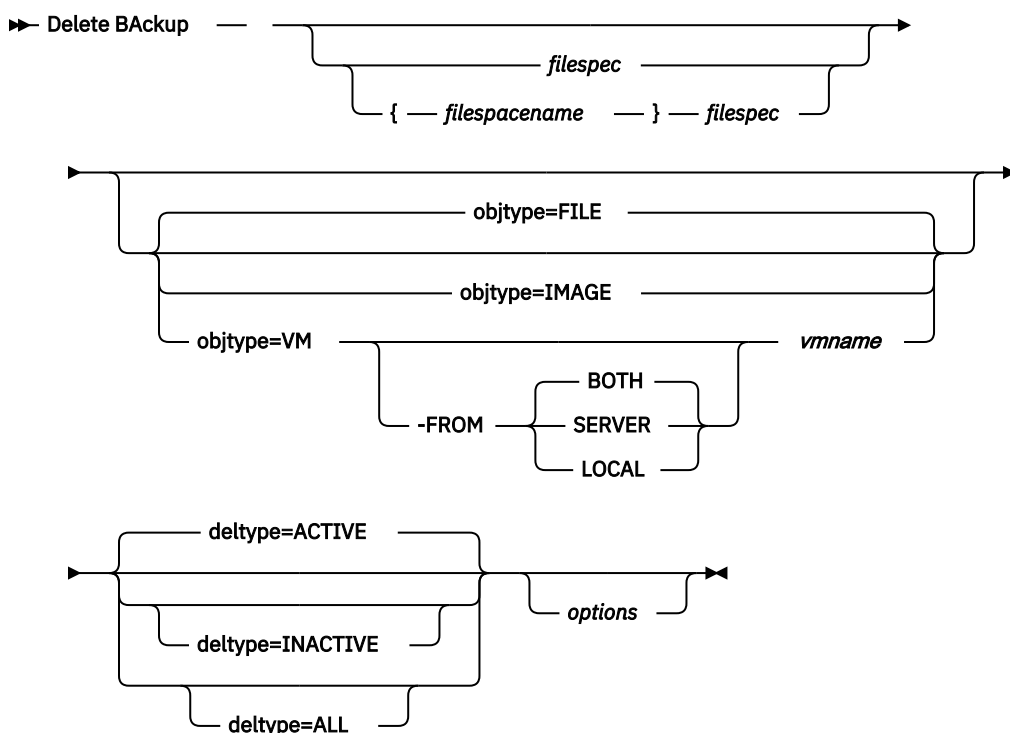 Delete BAckup
filespec
{ filespacename } filespec
objtype=FILE
objtype=IMAGE
objtype=VM vmname
BOTH
-FROM SERVER
LOCAL
deltype=ACTIVE
options
deltype=INACTIVE
deltype=ALL